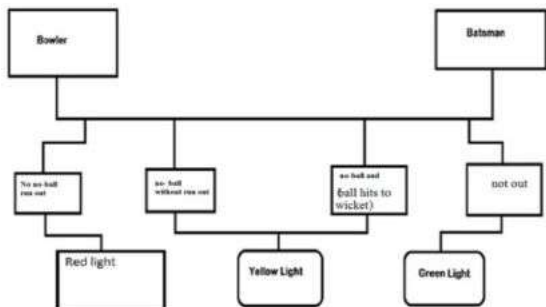 Bowler
Batsman
No no-ball
run out
no- ball
without run out
no ball and
(ball hits to
wicket)
not out
Red light
Yellow Light
Green Light